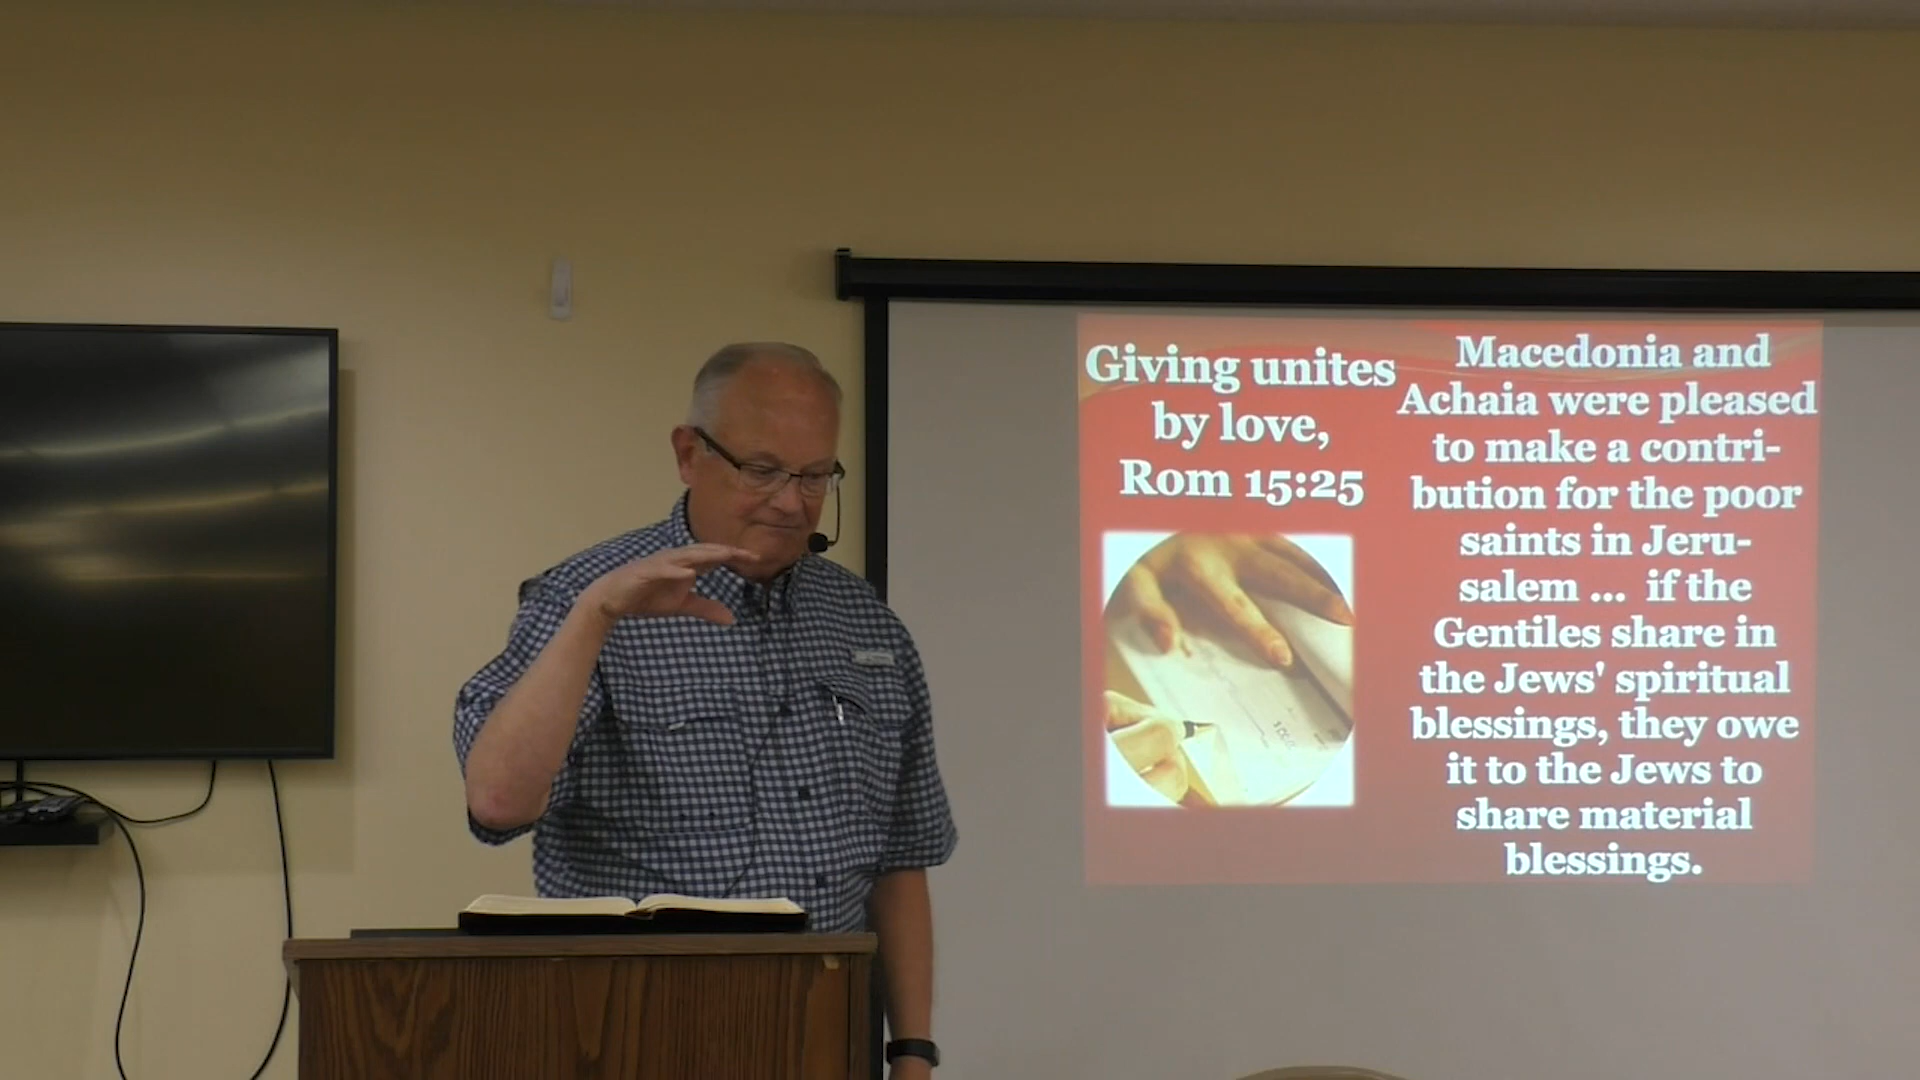 Giving unites
by love,
Rom 15:25
Macedonia and
Achaia were pleased
to make a contri-
bution for the poor
saints in Jeru-
salem ... if the
Gentiles share in
the Jews' spiritual
blessings, they owe
it to the Jews to
share material
blessings.